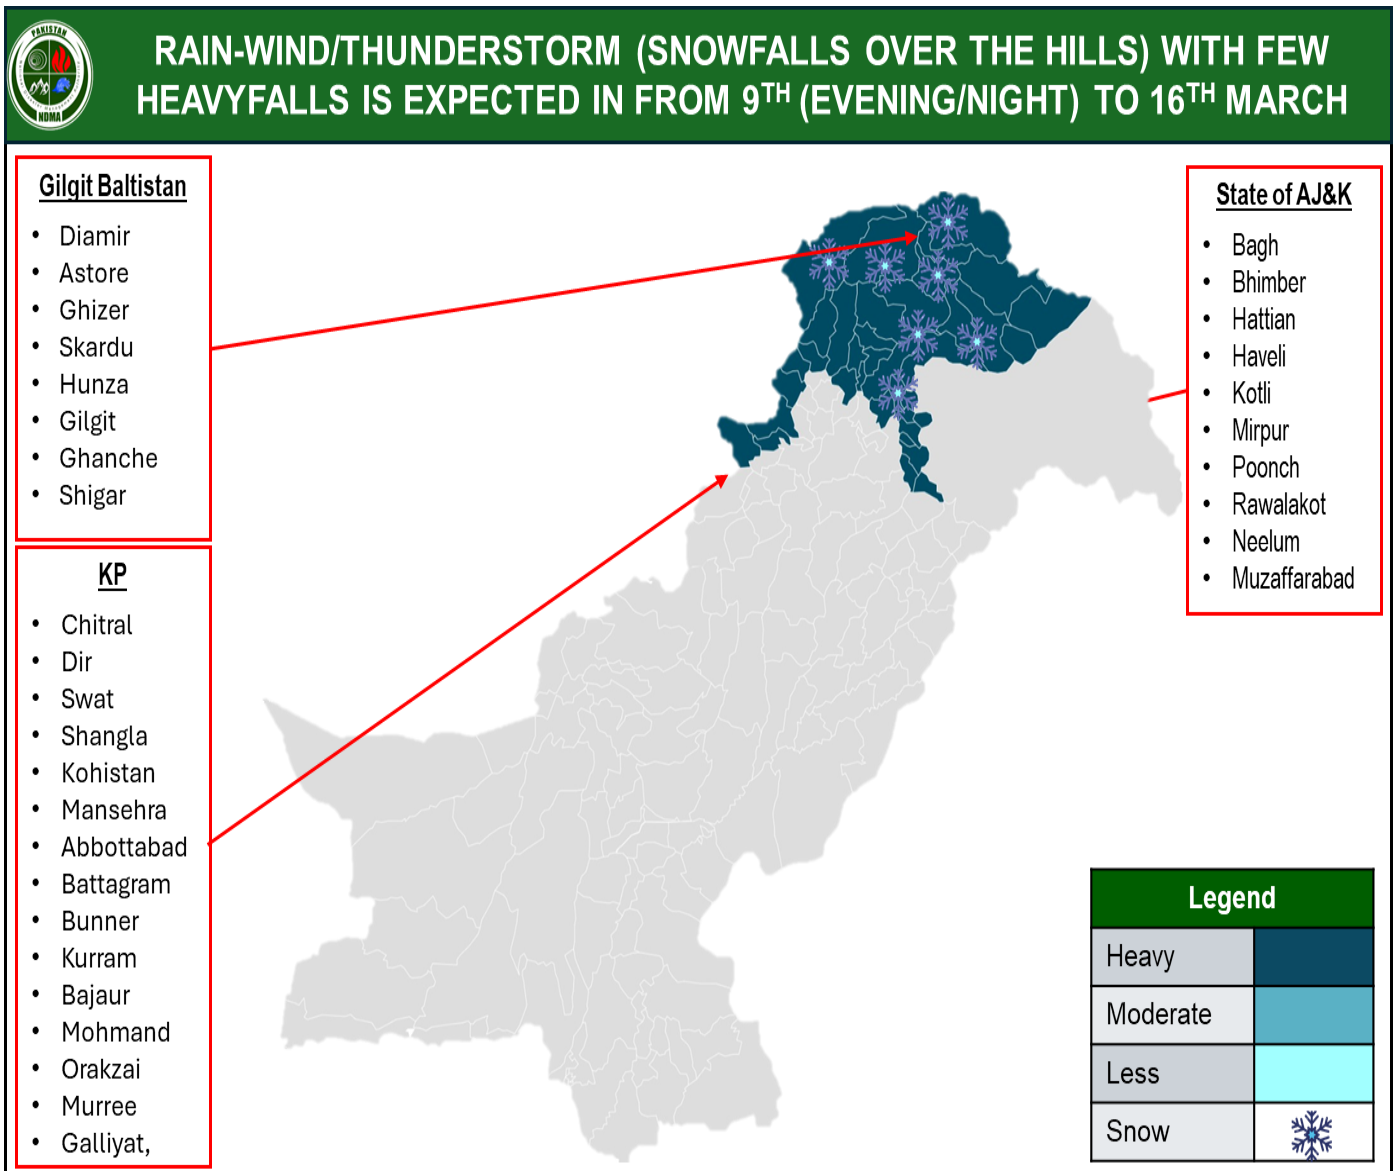 PAKISTAN
NDMA
RAIN-WIND/THUNDERSTORM (SNOWFALLS OVER THE HILLS) WITH FEW
HEAVYFALLS IS EXPECTED IN FROM 9TH (EVENING/NIGHT) TO 16TH MARCH
Gilgit Baltistan
• Diamir
• Astore
• Ghizer
• Skardu
• Hunza
• Gilgit
• Ghanche
• Shigar
KP
• Chitral
• Dir
• Swat
• Shangla
• Kohistan
• Mansehra
• Abbottabad
• Battagram
• Bunner
• Kurram
• Bajaur
• Mohmand
• Orakzai
• Murree
• Galliyat,
State of AJ&K
• Bagh
• Bhimber
• Hattian
• Haveli
• Kotli
• Mirpur
• Poonch
• Rawalakot
• Neelum
• Muzaffarabad
Legend
Heavy
Moderate
Less
Snow